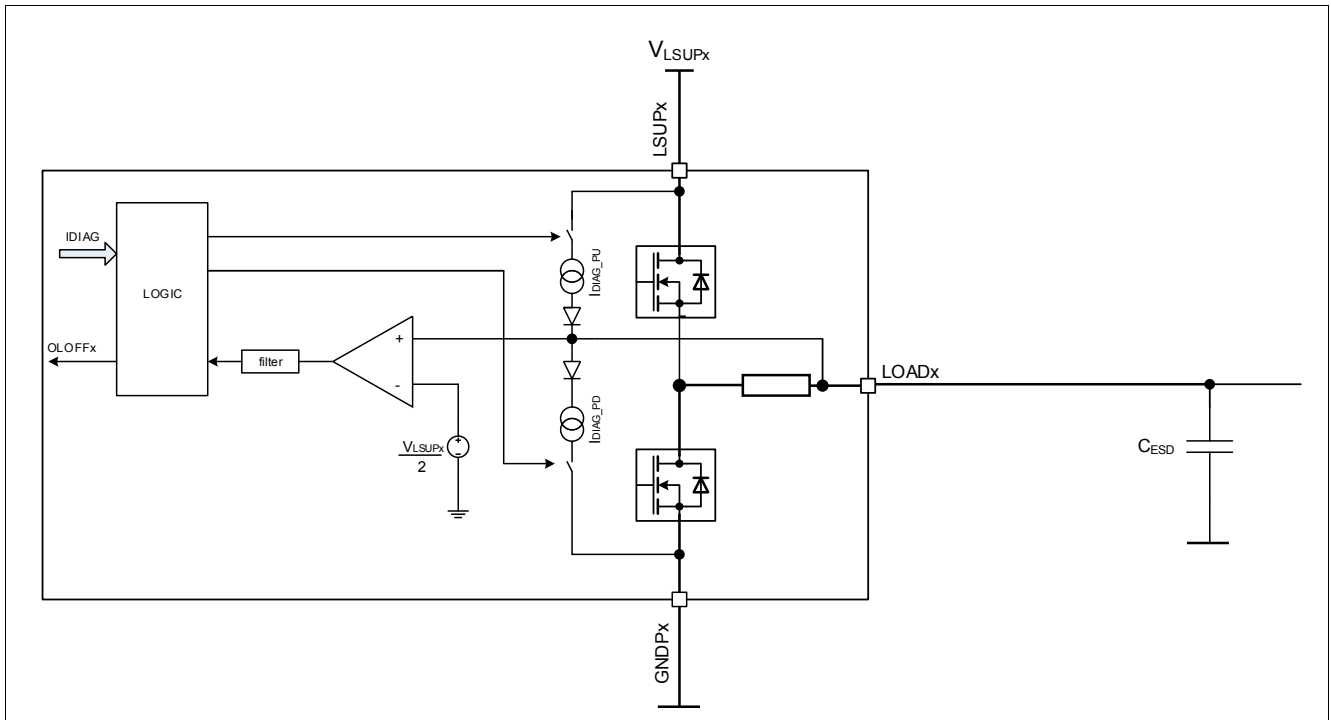 VLSUPx
LSUPx
IDIAG
LOGIC
IDIAG_PU
OLOFFx
filter
+
-
IDIAG_PD
LOADx
VLSUPx
2
+
-
CESD
GNDPx